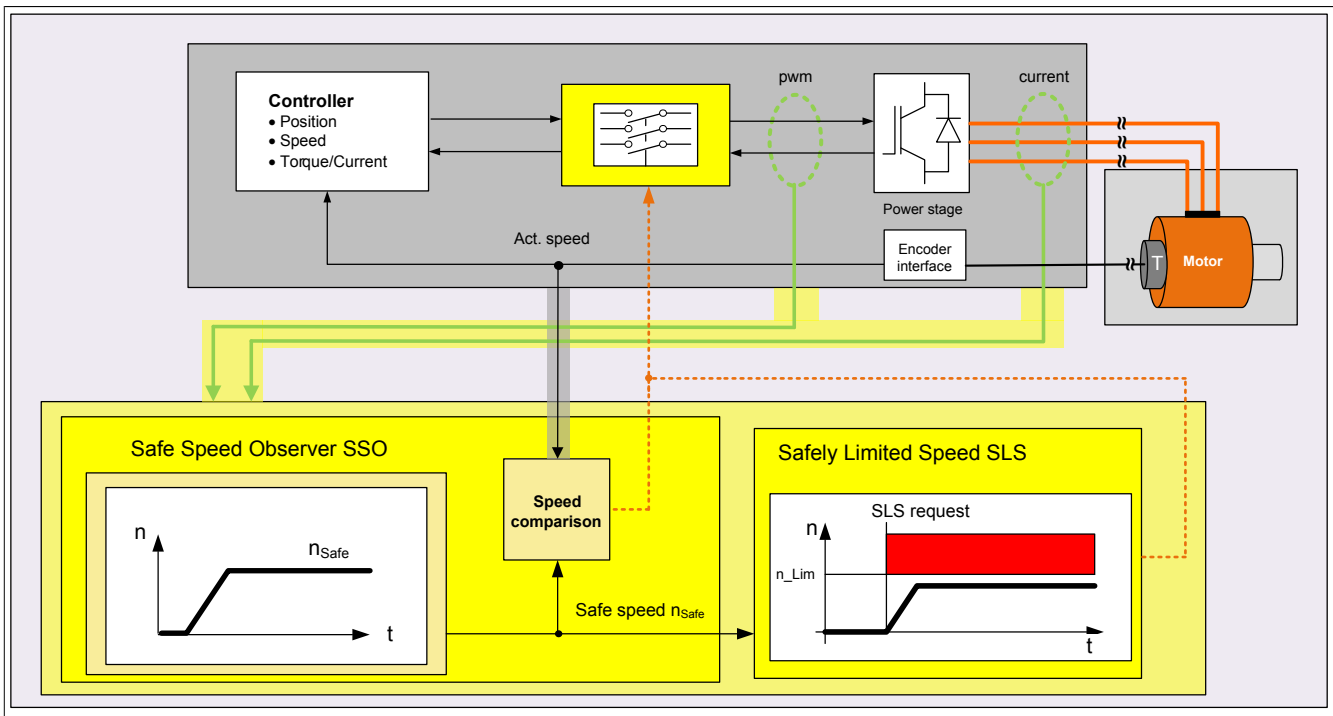 Controller
• Position
• Speed
• Torque/Current
pwm
current
Power stage
Act. speed
Encoder
interface
T
Motor
Safe Speed Observer SSO
n
nSafe
t
Speed
comparison
Safe speed nSafe
Safely Limited Speed SLS
SLS request
n
n_Lim
t